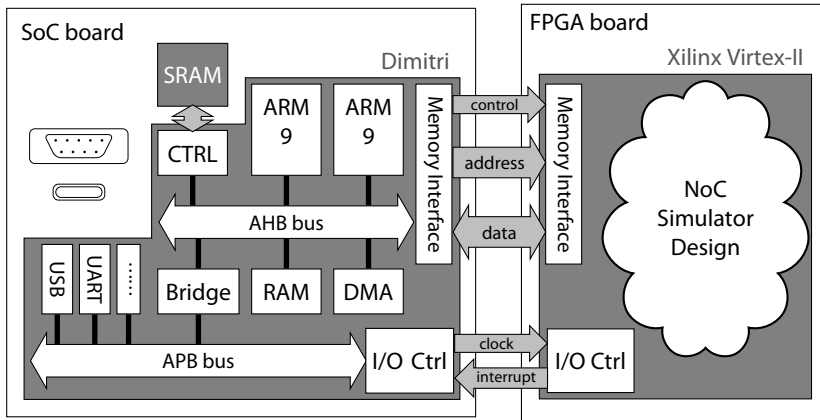 SoC board
FPGA board
Dimitri
Xilinx Virtex-II
SRAM
CTRL
ARM
9
ARM
9
Memory Interface
control
address
data
Memory Interface
NoC
Simulator
Design
AHB bus
USB
UART
......
Bridge
RAM
DMA
APB bus
I/O Ctrl
clock
interrupt
I/O Ctrl